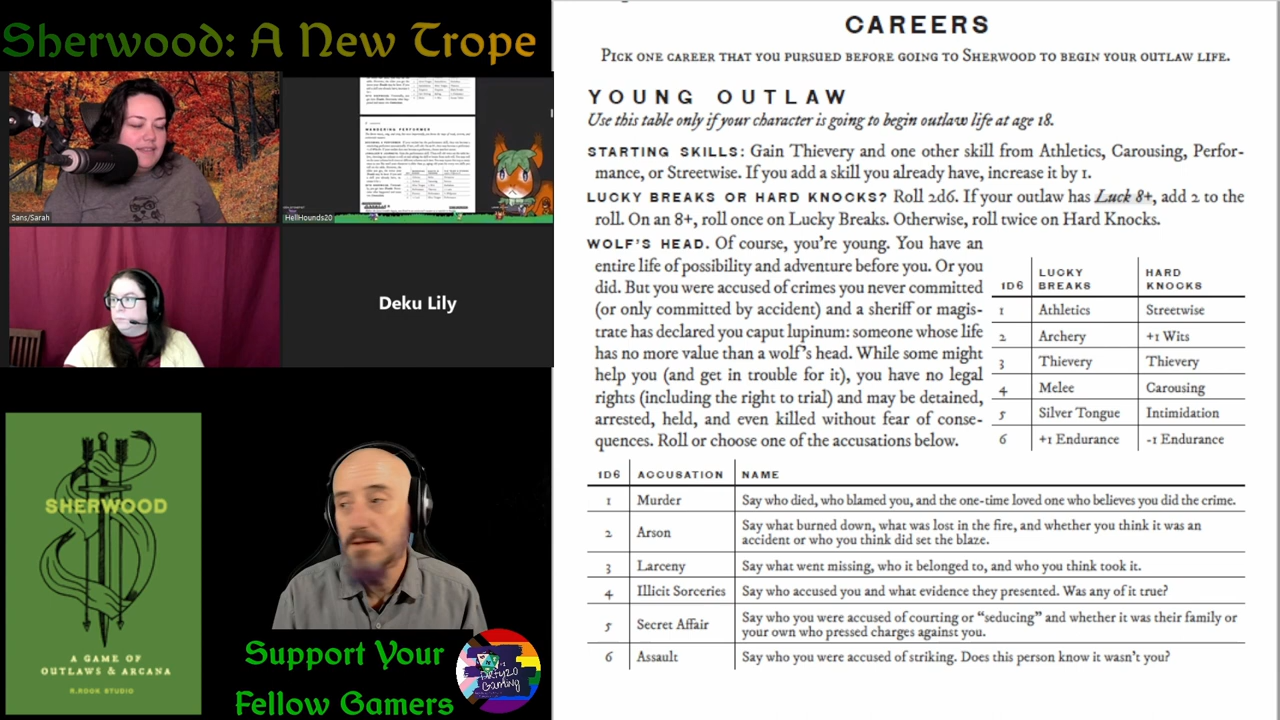 Sherwood: A New Trope
Sans/Sarah
WANDERING PERFORMER
HellHounds20
Deku Lily
SHERWOOD
A GAME OF
OUTLAWS & ARCANA
R.ROOK STUDIO
Support Your
Fellow Gamers
Dirty20
Gaming
CAREERS
Pick one career that you pursued before going to Sherwood to begin your outlaw life.
YOUNG OUTLAW
Use this table only if your character is going to begin outlaw life at age 18.
STARTING SKILLS: Gain Thievery and one other skill from Athletics, Carousing, Perfor-
mance, or Streetwise. If you gain a skill you already have, increase it by 1.
LUCKY BREAKS OR HARD KNOCKS. Roll 2d6. If your outlaw has Luck 8+, add 2 to the
roll. On an 8+, roll once on Lucky Breaks. Otherwise, roll twice on Hard Knocks.
WOLF'S HEAD. Of course, you're young. You have an
entire life of possibility and adventure before you. Or you
did. But you were accused of crimes you never committed
(or only committed by accident) and a sheriff or magis-
trate has declared you caput lupinum: someone whose life
has no more value than a wolf's head. While some might
help you (and get in trouble for it), you have no legal
rights (including the right to trial) and may be detained,
arrested, held, and even killed without fear of conse-
quences. Roll or choose one of the accusations below.
1D6 LUCKY BREAKS HARD KNOCKS
1 Athletics Streetwise
2 Archery +1 Wits
3 Thievery Thievery
4 Melee Carousing
5 Silver Tongue Intimidation
6 +1 Endurance -1 Endurance
1D6 ACCUSATION NAME
1 Murder Say who died, who blamed you, and the one-time loved one who believes you did the crime.
2 Arson Say what burned down, what was lost in the fire, and whether you think it was an
accident or who you think did set the blaze.
3 Larceny Say what went missing, who it belonged to, and who you think took it.
4 Illicit Sorceries Say who accused you and what evidence they presented. Was any of it true?
5 Secret Affair Say who you were accused of courting or “seducing” and whether it was their family or
your own who pressed charges against you.
6 Assault Say who you were accused of striking. Does this person know it wasn't you?